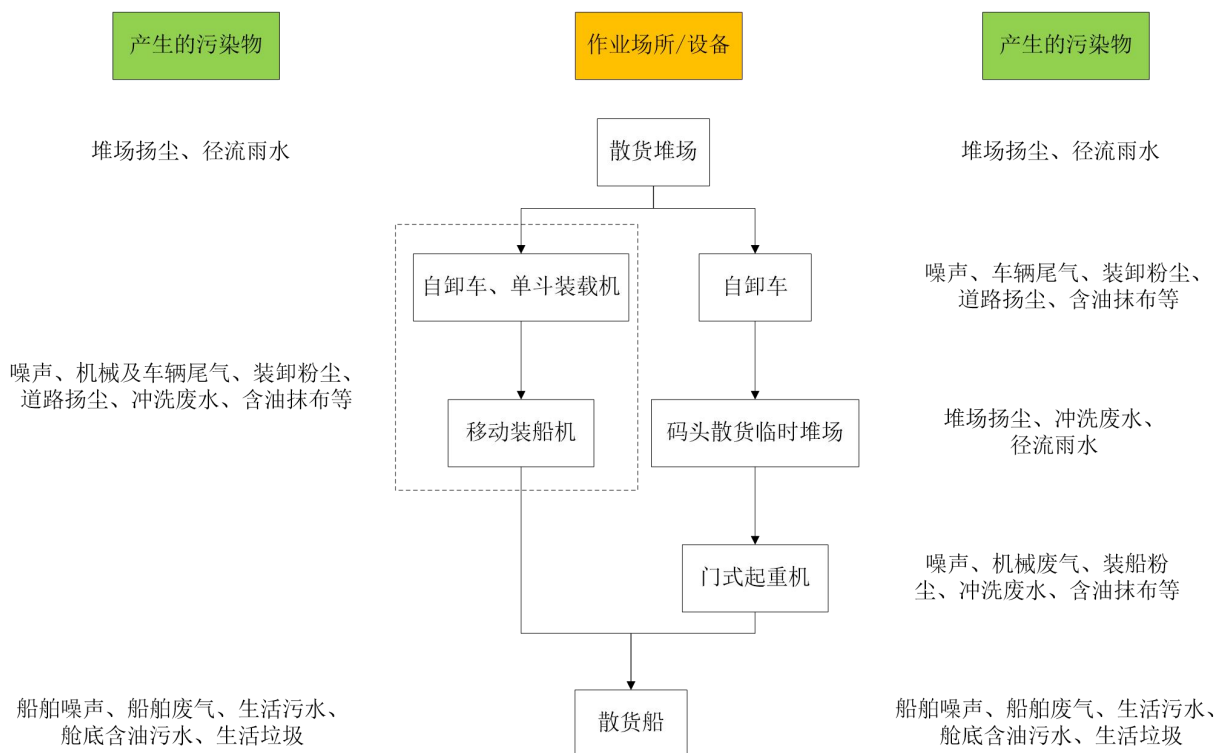 产生的污染物
作业场所/设备
产生的污染物
堆场扬尘、径流雨水
散货堆场
堆场扬尘、径流雨水
自卸车、单斗装载机
自卸车
噪声、车辆尾气、装卸粉尘、
道路扬尘、含油抹布等
噪声、机械及车辆尾气、装卸粉尘、
道路扬尘、冲洗废水、含油抹布等
移动装船机
码头散货临时堆场
堆场扬尘、冲洗废水、
径流雨水
门式起重机
噪声、机械废气、装船粉
尘、冲洗废水、含油抹布等
船舶噪声、船舶废气、生活污水、
舱底含油污水、生活垃圾
散货船
船舶噪声、船舶废气、生活污水、
舱底含油污水、生活垃圾